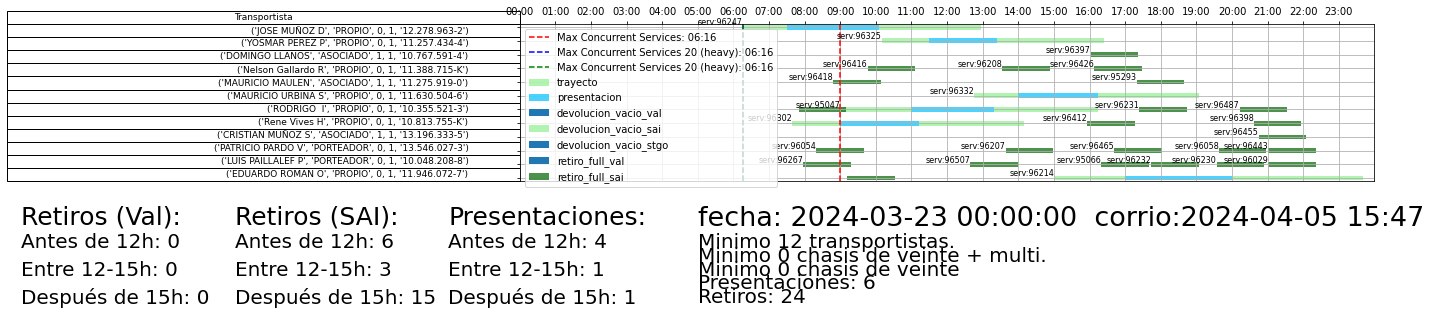 Transportista
('JOSE MUÑOZ D', 'PROPIO', 0, 1, '12.278.963-2')
('YOSMAR PEREZ P', 'PROPIO', 0, 1, '11.257.434-4')
('DOMINGO LLANOS', 'ASOCIADO', 1, 1, '10.767.591-4')
('Nelson Gallardo R', 'PROPIO', 0, 1, '11.388.715-K')
('MAURICIO MAULEN', 'ASOCIADO', 1, 1, '11.275.919-0')
('MAURICIO URBINA S', 'PROPIO', 0, 1, '11.630.504-6')
('RODRIGO  I', 'PROPIO', 0, 1, '10.355.521-3')
('Rene Vives H', 'PROPIO', 0, 1, '10.813.755-K')
('CRISTIAN MUÑOZ S', 'ASOCIADO', 1, 1, '13.196.333-5')
('PATRICIO PARDO V', 'PORTEADOR', 0, 1, '13.546.027-3')
('LUIS PAILLALEF P', 'PORTEADOR', 0, 1, '10.048.208-8')
('EDUARDO ROMAN O', 'PROPIO', 0, 1, '11.946.072-7')
00:00 01:00 02:00 03:00 04:00 05:00 06:00 07:00 08:00 09:00 10:00 11:00 12:00 13:00 14:00 15:00 16:00 17:00 18:00 19:00 20:00 21:00 22:00 23:00
serv:96247
serv:96325
serv:96397
serv:96416 serv:96208 serv:96426
serv:96418 serv:95293
serv:96332
serv:95047 serv:96231 serv:96487
serv:96302 serv:96412 serv:96398
serv:96455
serv:96054 serv:96207 serv:96465 serv:96058 serv:96443
serv:96267 serv:96507 serv:95066 serv:96232 serv:96230 serv:96029
serv:96214
Max Concurrent Services: 06:16
Max Concurrent Services 20 (heavy): 06:16
Max Concurrent Services 20 (heavy): 06:16
trayecto
presentacion
devolucion_vacio_val
devolucion_vacio_sai
devolucion_vacio_stgo
retiro_full_val
retiro_full_sai
Retiros (Val):
Antes de 12h: 0
Entre 12-15h: 0
Después de 15h: 0
Retiros (SAI):
Antes de 12h: 6
Entre 12-15h: 3
Después de 15h: 15
Presentaciones:
Antes de 12h: 4
Entre 12-15h: 1
Después de 15h: 1
fecha: 2024-03-23 00:00:00  corrio:2024-04-05 15:47
Minimo 12 transportistas.
Minimo 0 chasis de veinte + multi.
Minimo 0 chasis de veinte
Presentaciones: 6
Retiros: 24